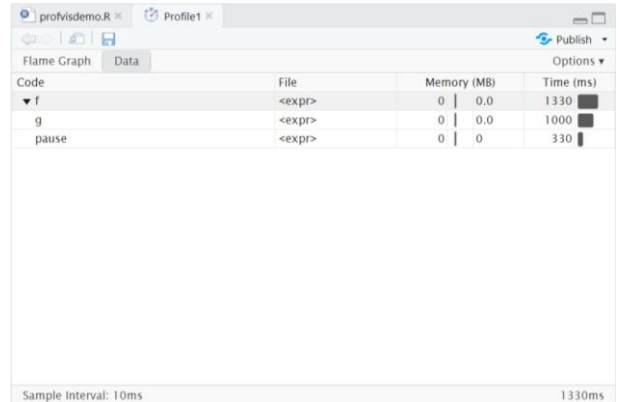 profvisdemo.R × Profile1 ×
Publish
Flame Graph Data Options ▾
Code File Memory (MB) Time (ms)
▼ f <expr> 0 0.0 1330
g <expr> 0 0.0 1000
pause <expr> 0 0 330
Sample Interval: 10ms 1330ms